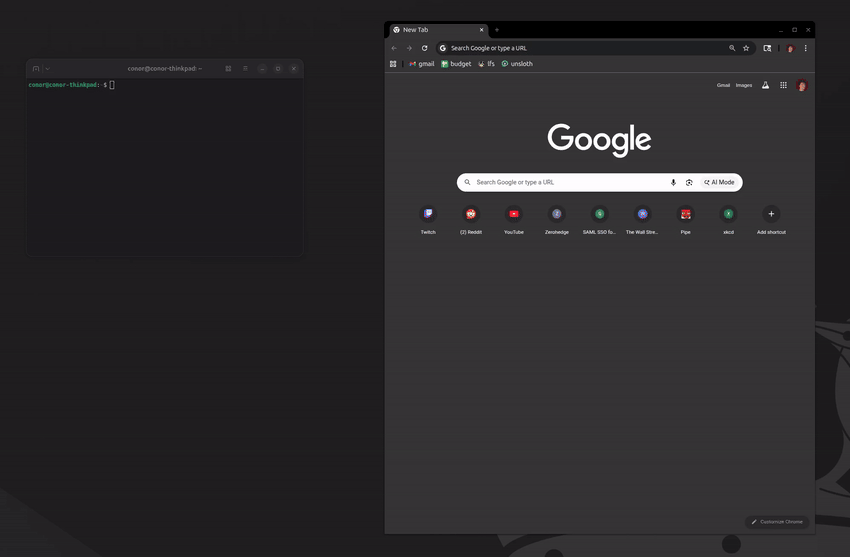 conor@conor-thinkpad: ~
conor@conor-thinkpad: $
New Tab
Search Google or type a URL
gmail
budget
lfs
unsloth
Gmail
Images
Google
Search Google or type a URL
AI Mode
Twitch
(2) Reddit
YouTube
Zerohedge
SAML SSO fo...
The Wall Stre...
Pipe
xkcd
Add shortcut
Customize Chrome